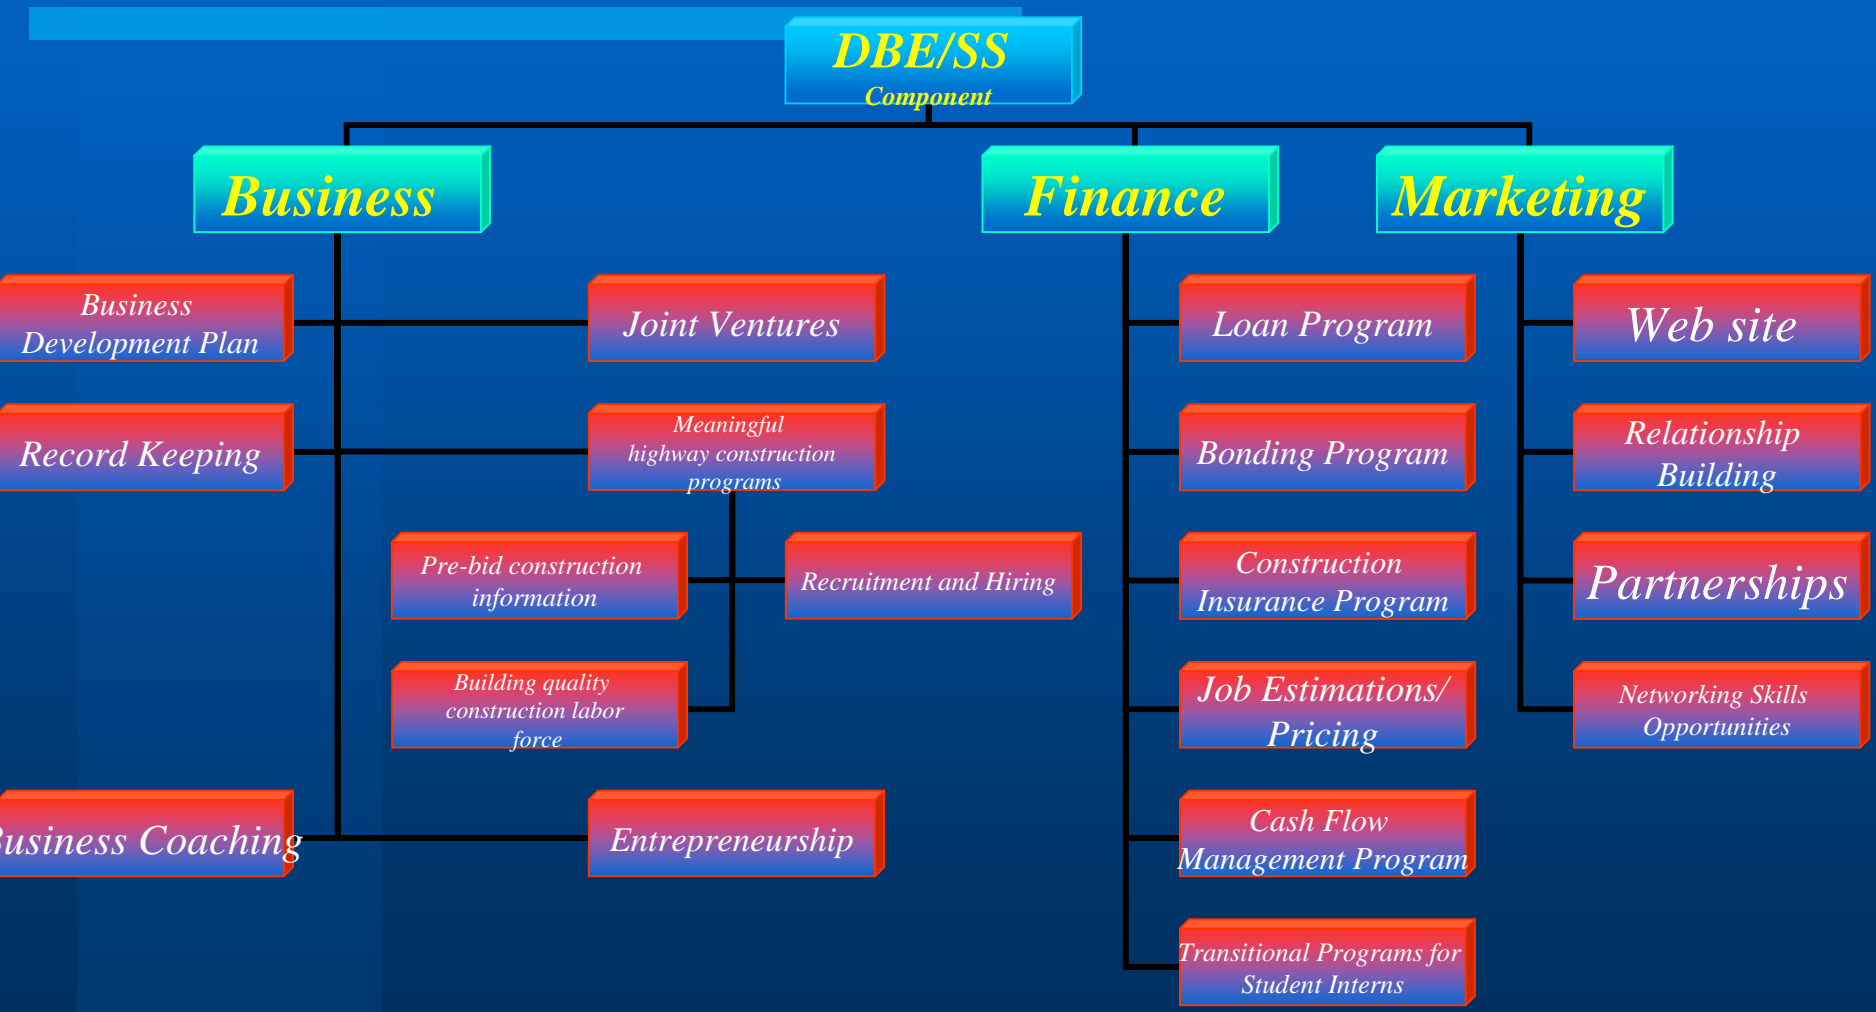 DBE/SS
Component
Business
Finance
Marketing
Business
Development Plan
Joint Ventures
Loan Program
Web site
Record Keeping
Meaningful
highway construction
programs
Bonding Program
Relationship
Building
Pre-bid construction
information
Recruitment and Hiring
Construction
Insurance Program
Partnerships
Building quality
construction labor
force
Job Estimations/
Pricing
Networking Skills
Opportunities
Business Coaching
Entrepreneurship
Cash Flow
Management Program
Transitional Programs for
Student Interns